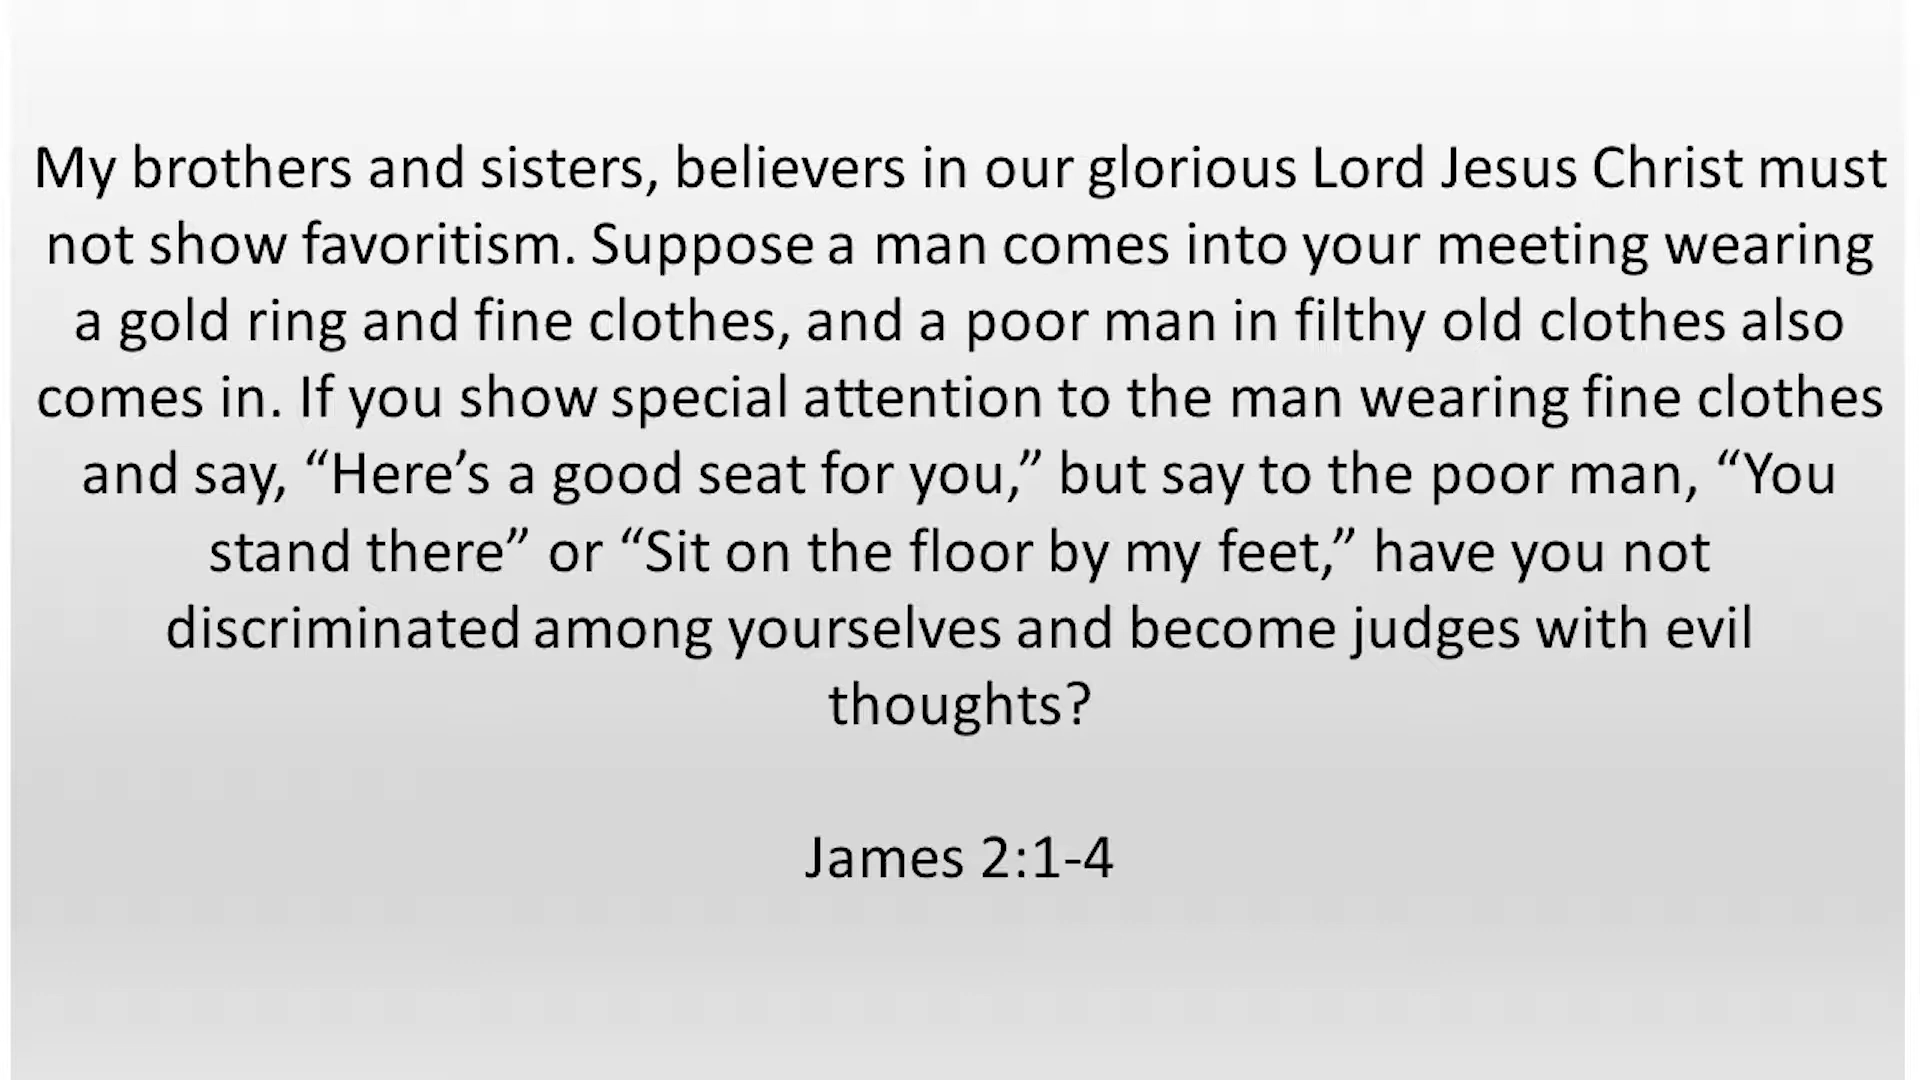 My brothers and sisters, believers in our glorious Lord Jesus Christ must
not show favoritism. Suppose a man comes into your meeting wearing
a gold ring and fine clothes, and a poor man in filthy old clothes also
comes in. If you show special attention to the man wearing fine clothes
and say, “Here’s a good seat for you,” but say to the poor man, “You
stand there” or “Sit on the floor by my feet,” have you not
discriminated among yourselves and become judges with evil
thoughts?
James 2:1-4